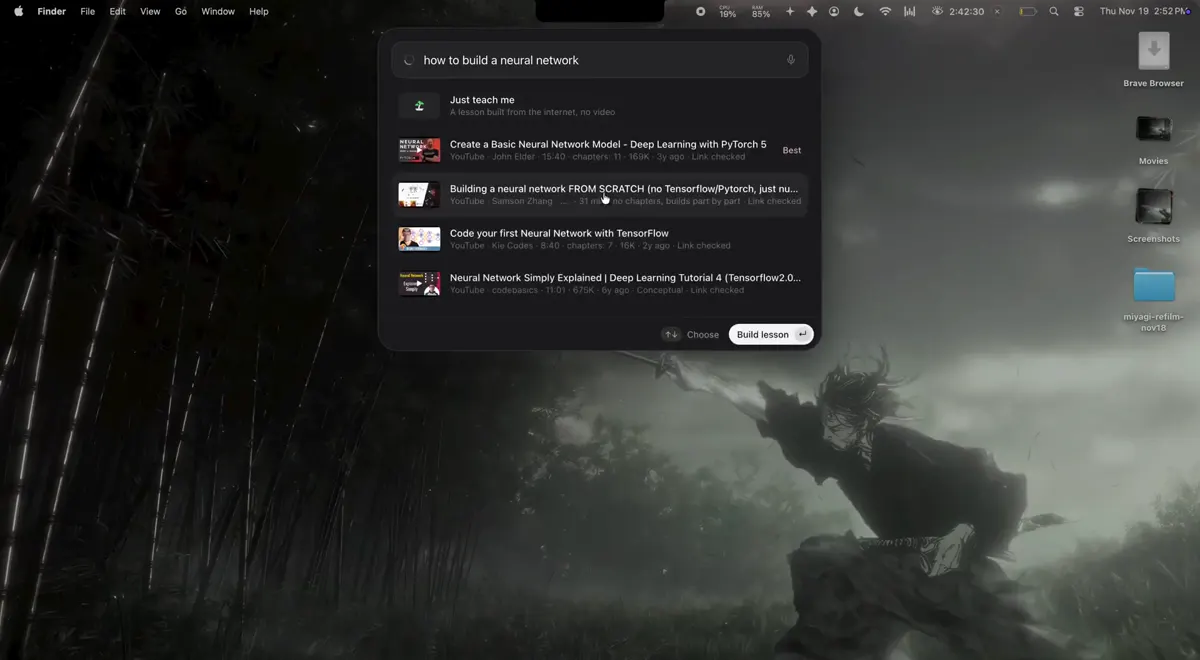 Finder File Edit View Go Window Help
CPU 19% RAM 85% 2:42:30 Thu Nov 19 2:52 PM
how to build a neural network
Just teach me
A lesson built from the internet, no video
Create a Basic Neural Network Model - Deep Learning with PyTorch 5
YouTube · John Elder · 15:40 · chapters: 11 · 169K · 3y ago · Link checked
Best
Building a neural network FROM SCRATCH (no Tensorflow/Pytorch, just nu...
YouTube · Samson Zhang ... · 31 no chapters, builds part by part · Link checked
Code your first Neural Network with TensorFlow
YouTube · Kie Codes · 8:40 · chapters: 7 · 16K · 2y ago · Link checked
Neural Network Simply Explained | Deep Learning Tutorial 4 (Tensorflow2.0...
YouTube · codebasics · 11:01 · 675K · 6y ago · Conceptual · Link checked
Choose Build lesson
Brave Browser
Movies
Screenshots
miyagi-refilm-
nov18